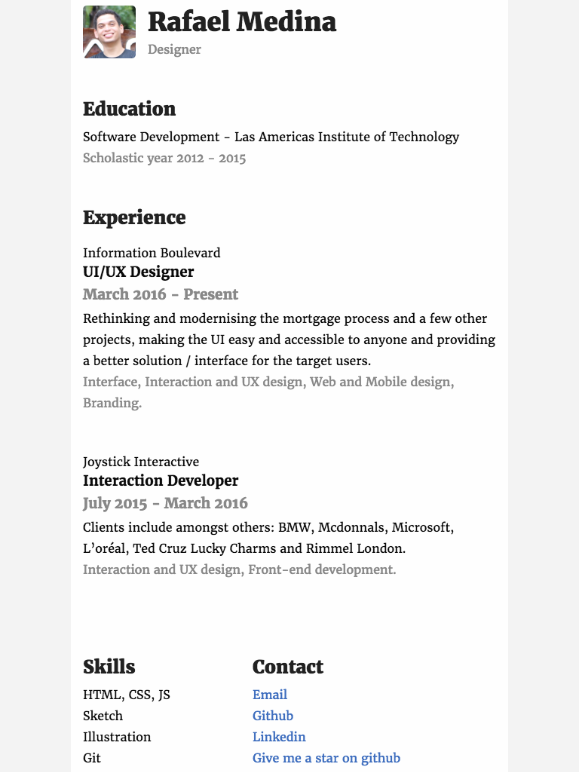 Rafael Medina
Designer
Education
Software Development - Las Americas Institute of Technology
Scholastic year 2012 - 2015
Experience
Information Boulevard
UI/UX Designer
March 2016 - Present
Rethinking and modernising the mortgage process and a few other
projects, making the UI easy and accessible to anyone and providing
a better solution / interface for the target users.
Interface, Interaction and UX design, Web and Mobile design,
Branding.
Joystick Interactive
Interaction Developer
July 2015 - March 2016
Clients include amongst others: BMW, Mcdonnals, Microsoft,
L’oréal, Ted Cruz Lucky Charms and Rimmel London.
Interaction and UX design, Front-end development.
Skills
HTML, CSS, JS
Sketch
Illustration
Git
Contact
Email
Github
Linkedin
Give me a star on github